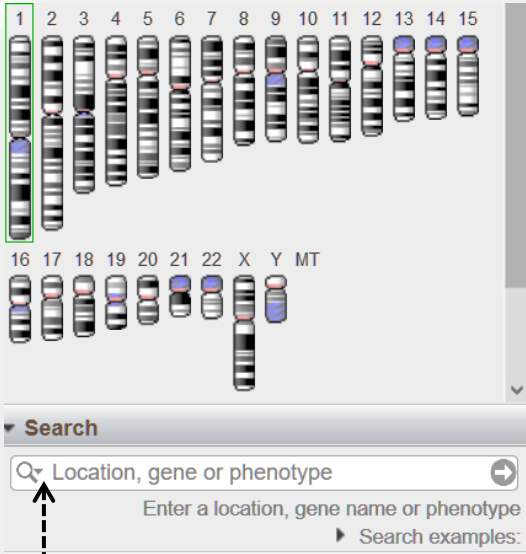 1 2 3 4 5 6 7 8 9 10 11 12 13 14 15
16 17 18 19 20 21 22 X Y MT
Search
Location, gene or phenotype
Enter a location, gene name or phenotype
Search examples: